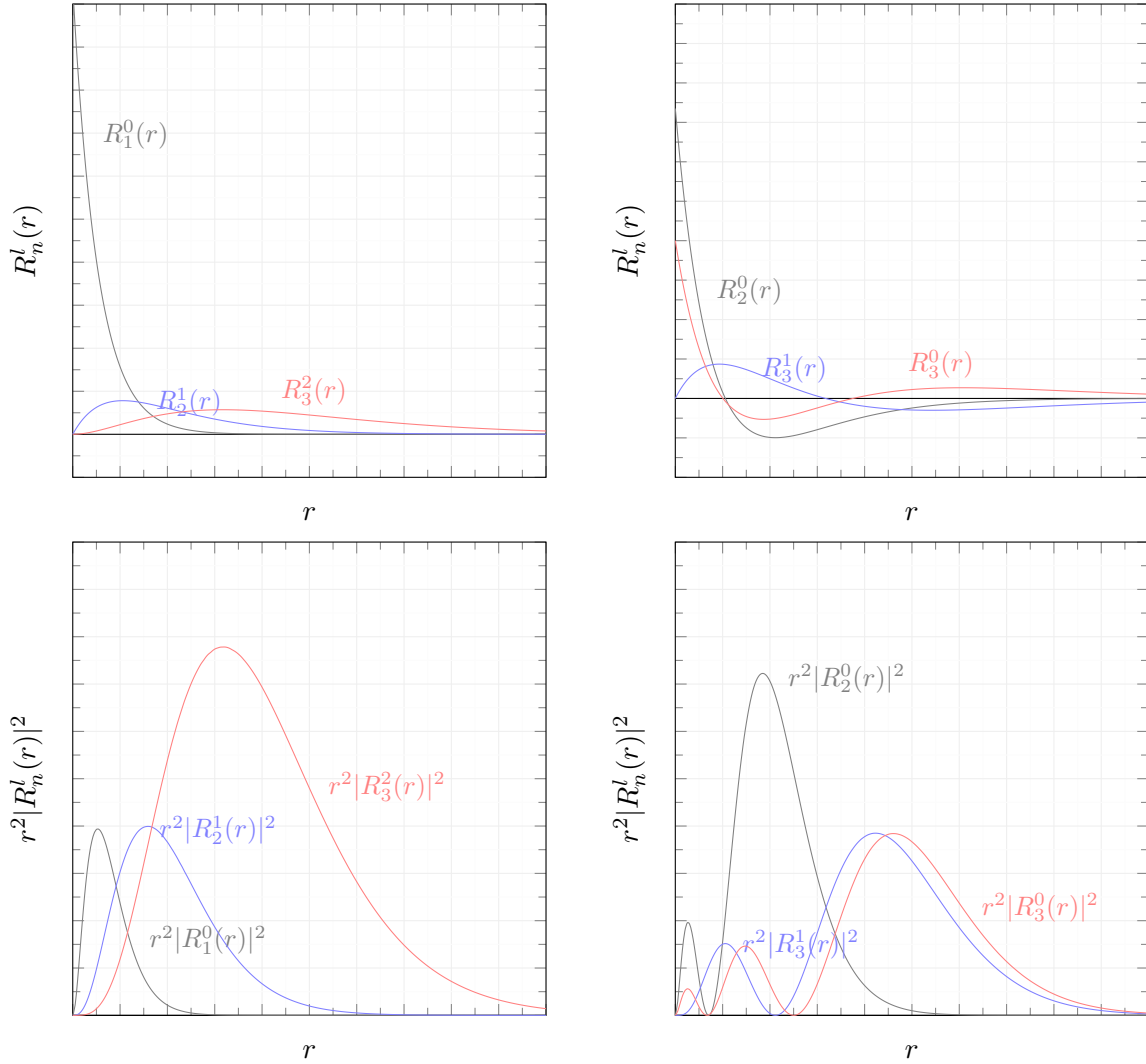 R_1^0(r)
R_2^1(r)
R_3^2(r)
R_n^l(r)
r
R_2^0(r)
R_3^1(r)
R_3^0(r)
R_n^l(r)
r
r^2|R_3^2(r)|^2
r^2|R_2^1(r)|^2
r^2|R_1^0(r)|^2
r^2|R_n^l(r)|^2
r
r^2|R_2^0(r)|^2
r^2|R_3^0(r)|^2
r^2|R_3^1(r)|^2
r^2|R_n^l(r)|^2
r